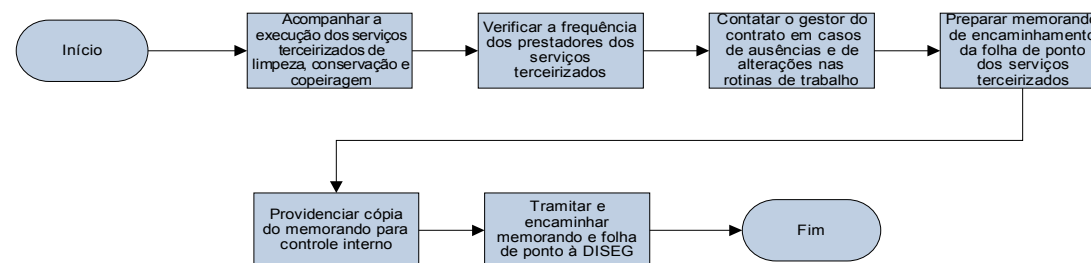 Início
Acompanhar a
execução dos serviços
terceirizados de
limpeza, conservação e
copeiragem
Verificar a frequência
dos prestadores dos
serviços
terceirizados
Contatar o gestor do
contrato em casos
de ausências e de
alterações nas
rotinas de trabalho
Preparar memorando
de encaminhamento
da folha de ponto
dos serviços
terceirizados
Providenciar cópia
do memorando para
controle interno
Tramitar e
encaminhar
memorando e folha
de ponto à DISEG
Fim